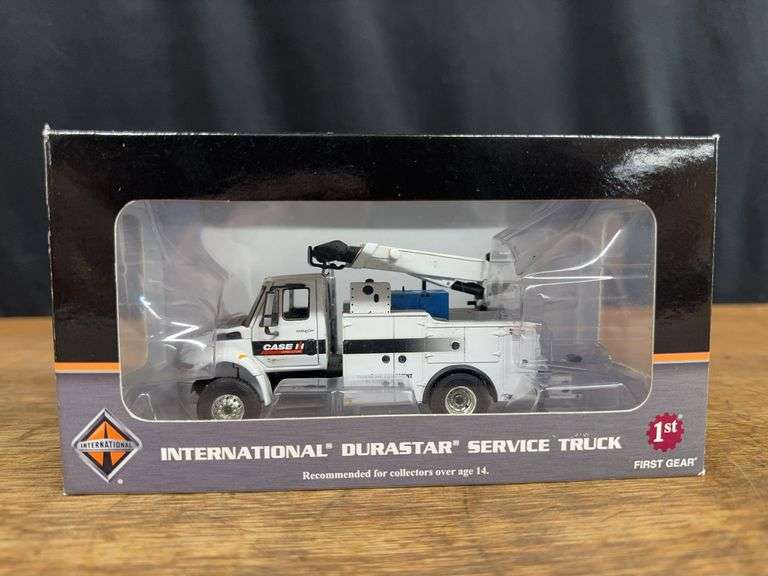 CASE IH
INTERNATIONAL
®
INTERNATIONAL® DURASTAR® SERVICE TRUCK
Recommended for collectors over age 14.
1st
FIRST GEAR®